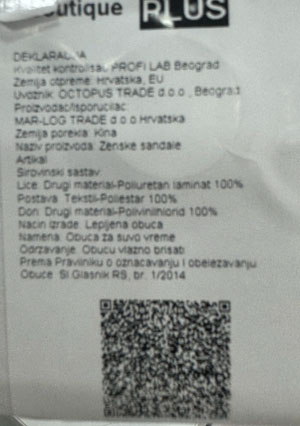 outique PLUS
DEKLARACIJA
Kvalitet kontrolisao PROFI LAB Beograd
Zemlja otpreme: Hrvatska, EU
Uvoznik: OCTOPUS TRADE d.o.o., Beograd
Proizvođač/Isporučilac:
MAR-LOG TRADE d.o.o Hrvatska
Zemlja porekla: Kina
Naziv proizvoda: Ženske sandale
Artikal
Sirovinski sastav
Lice: Drugi material-Poliuretan laminat 100%
Postava: Tekstil-Poliestar 100%
Đon: Drugi material-Polivinilhlorid 100%
Način izrade: Lepljena obuća
Namena: Obuća za suvo vreme
Održavanje: Obuću vlažno brisati
Prema Pravilniku o označavanju i obeležavanju
Obuće: Sl Glasnik RS, br. 1/2014